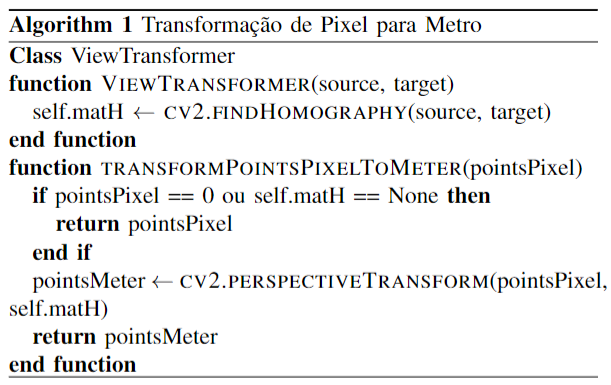 Algorithm 1 Transformação de Pixel para Metro
Class ViewTransformer
function VIEWTRANSFORMER(source, target)
self.matH ← CV2.FINDHOMOGRAPHY(source, target)
end function
function TRANSFORMPOINTSPIXELTOMETER(pointsPixel)
if pointsPixel == 0 ou self.matH == None then
return pointsPixel
end if
pointsMeter ← CV2.PERSPECTIVETRANSFORM(pointsPixel,
self.matH)
return pointsMeter
end function